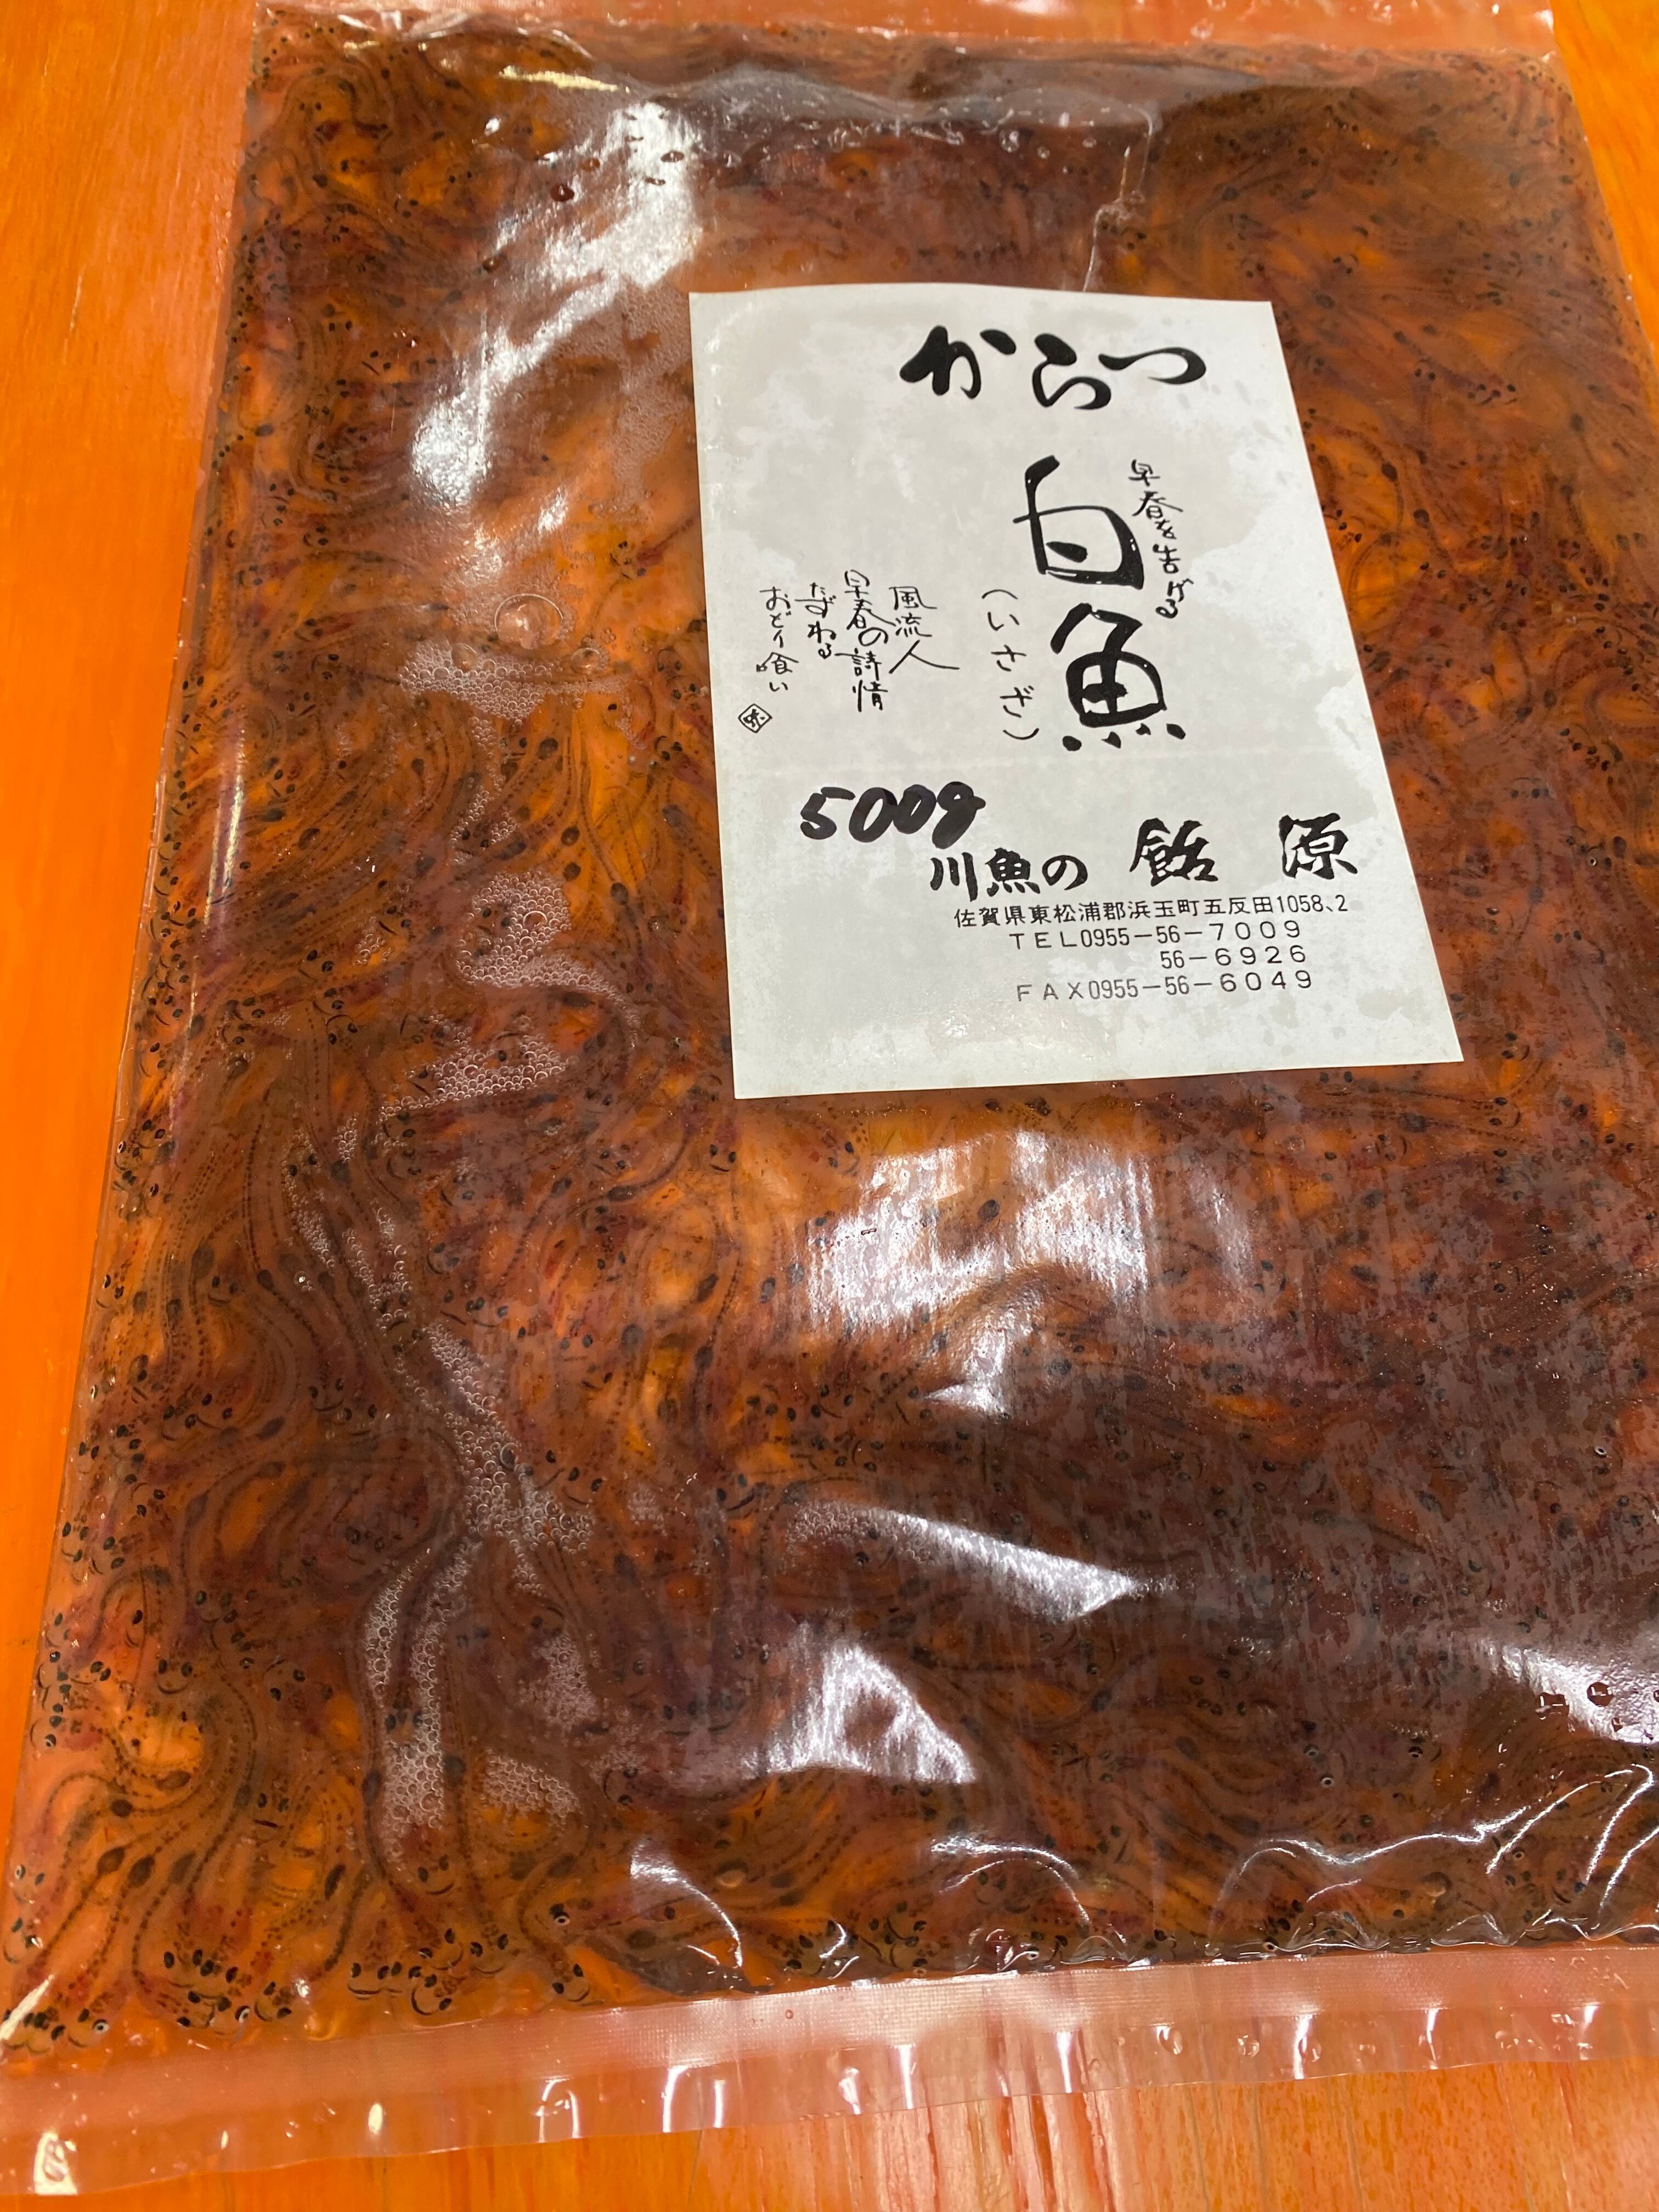 からつ
早春を告げる
白魚
(いさざ)
風流人
早春の詩情
たずねる
おどり喰い
500g
川魚の 飴源
佐賀県東松浦郡浜玉町五反田1058、2
TEL0955-56-7009
56-6926
FAX0955-56-6049